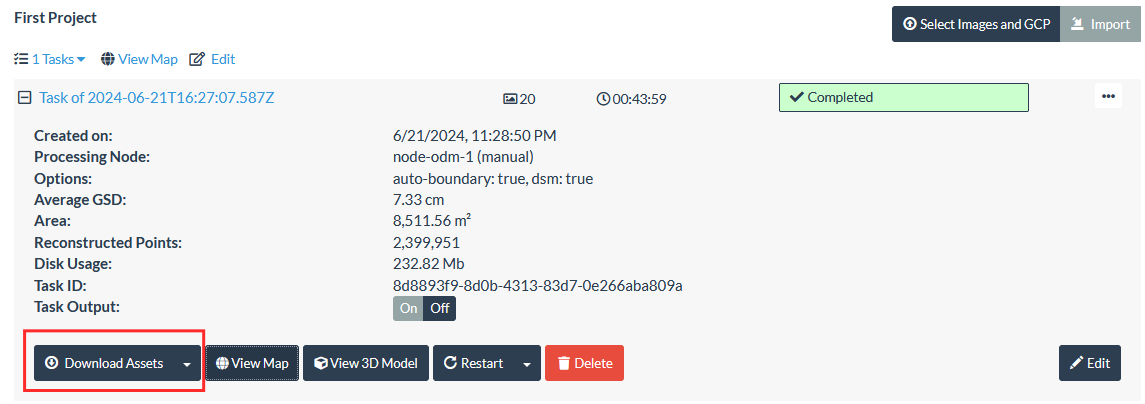 First Project
Select Images and GCP Import
1 Tasks View Map Edit
Task of 2024-06-21T16:27:07.587Z 20 00:43:59 Completed
Created on: 6/21/2024, 11:28:50 PM
Processing Node: node-odm-1 (manual)
Options: auto-boundary: true, dsm: true
Average GSD: 7.33 cm
Area: 8,511.56 m²
Reconstructed Points: 2,399,951
Disk Usage: 232.82 Mb
Task ID: 8d8893f9-8d0b-4313-83d7-0e266aba809a
Task Output: On Off
Download Assets View Map View 3D Model Restart Delete Edit